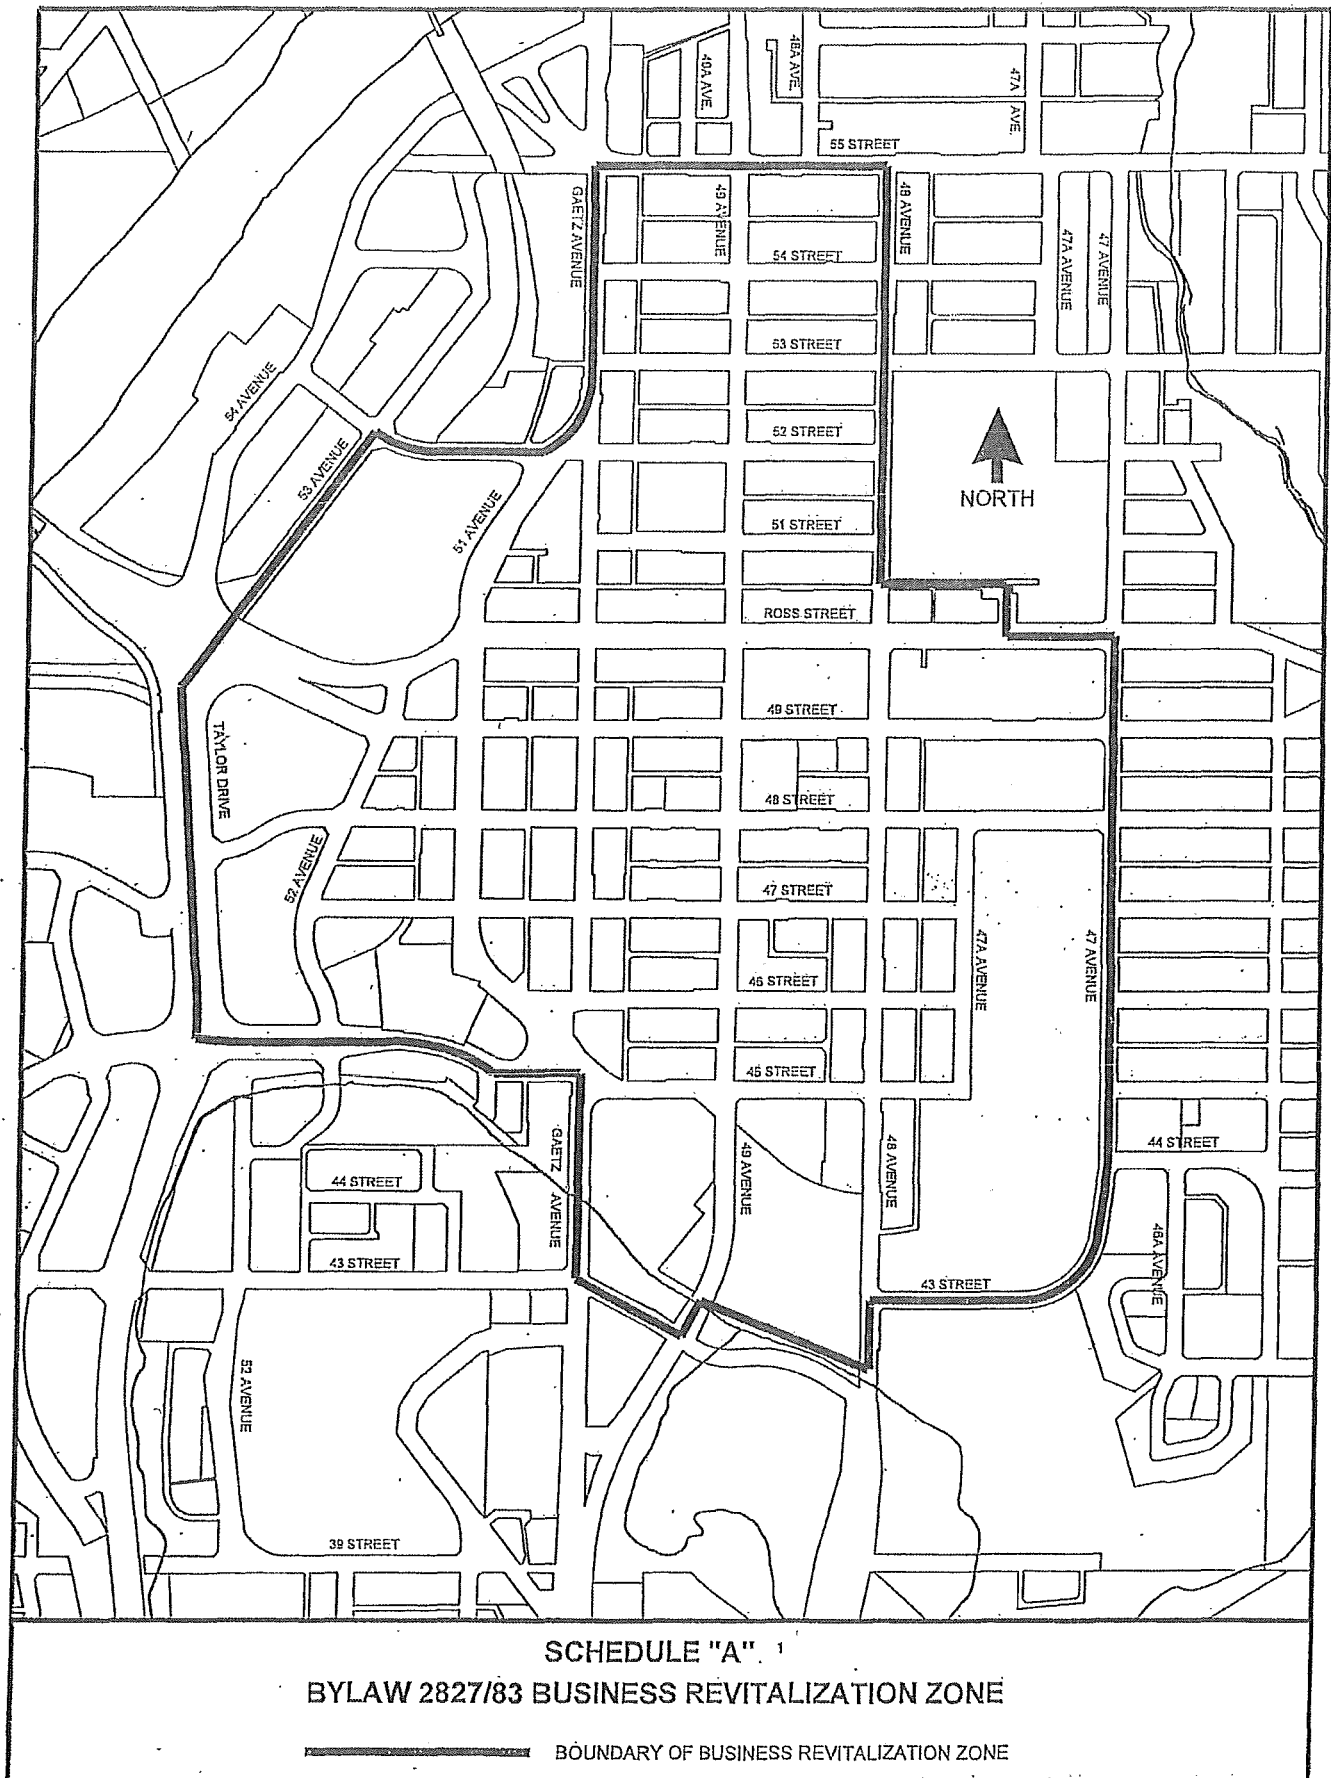 49A AVE.
48A AVE.
47A AVE.
55 STREET
GAETZ AVENUE
49 AVENUE
48 AVENUE
47A AVENUE
47 AVENUE
54 STREET
53 STREET
54 AVENUE
53 AVENUE
52 STREET
NORTH
51 AVENUE
51 STREET
ROSS STREET
TAYLOR DRIVE
49 STREET
48 STREET
52 AVENUE
47 STREET
47A AVENUE
47 AVENUE
46 STREET
45 STREET
GAETZ AVENUE
49 AVENUE
48 AVENUE
44 STREET
44 STREET
46A AVENUE
43 STREET
43 STREET
52 AVENUE
39 STREET
SCHEDULE "A". 1
BYLAW 2827/83 BUSINESS REVITALIZATION ZONE
BOUNDARY OF BUSINESS REVITALIZATION ZONE